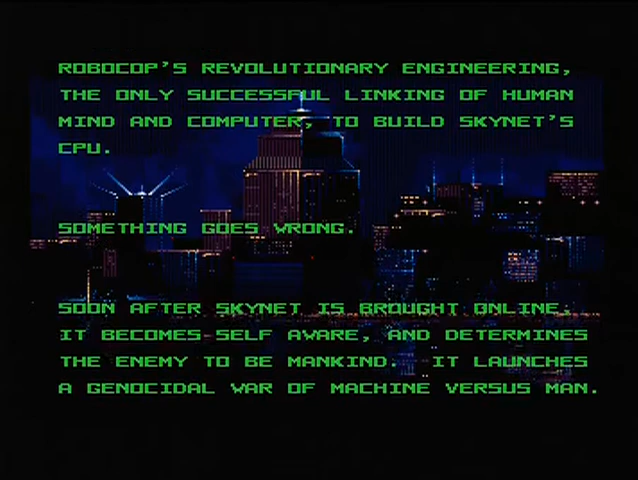 ROBOCOP'S REVOLUTIONARY ENGINEERING,
THE ONLY SUCCESSFUL LINKING OF HUMAN
MIND AND COMPUTER, TO BUILD SKYNET'S
CPU.
SOMETHING GOES WRONG.
SOON AFTER SKYNET IS BROUGHT ONLINE,
IT BECOMES SELF AWARE, AND DETERMINES
THE ENEMY TO BE MANKIND. IT LAUNCHES
A GENOCIDAL WAR OF MACHINE VERSUS MAN.